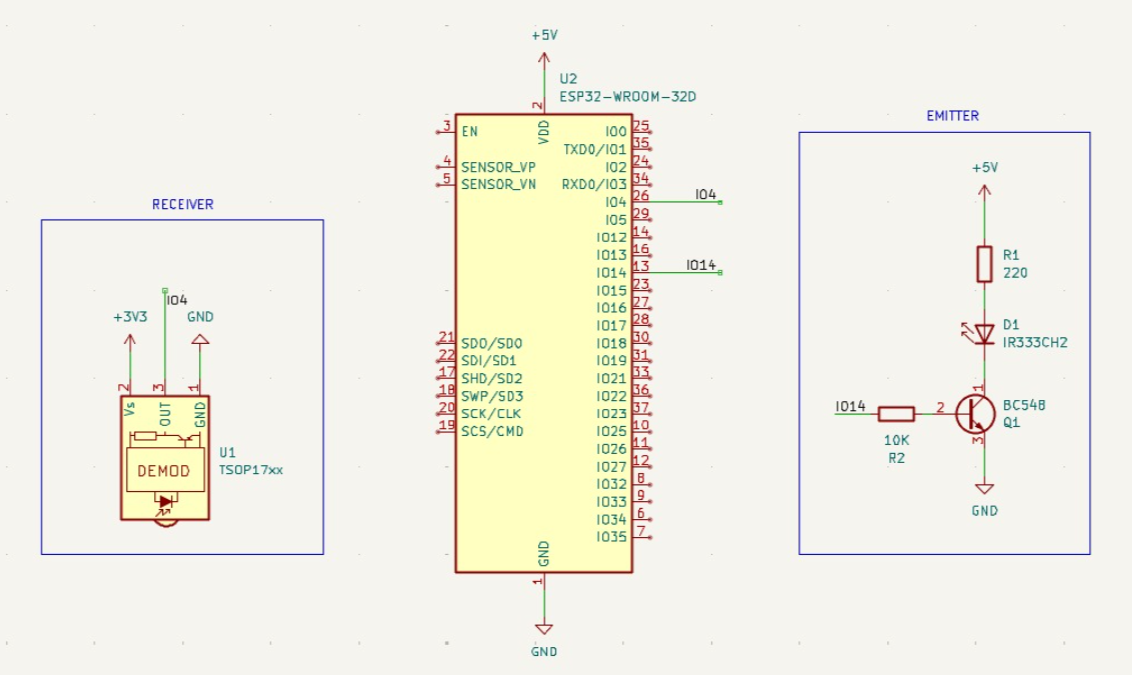 RECEIVER
IO4
+3V3
GND
2
3
1
Vs
OUT
GND
DEMOD
U1
TSOP17xx
+5V
U2
ESP32-WROOM-32D
2
VDD
3 EN
4 SENSOR_VP
5 SENSOR_VN
21 SDO/SD0
22 SDI/SD1
17 SHD/SD2
18 SWP/SD3
20 SCK/CLK
19 SCS/CMD
IO0 25
TXD0/IO1 35
IO2 24
RXD0/IO3 34
IO4 26 IO4
IO5 29
IO12 14
IO13 16
IO14 13 IO14
IO15 23
IO16 27
IO17 28
IO18 30
IO19 31
IO21 33
IO22 36
IO23 37
IO25 10
IO26 11
IO27 12
IO32 8
IO33 9
IO34 6
IO35 7
GND
1
GND
EMITTER
+5V
R1
220
D1
IR333CH2
1
IO14
2
BC548
Q1
10K
R2
3
GND